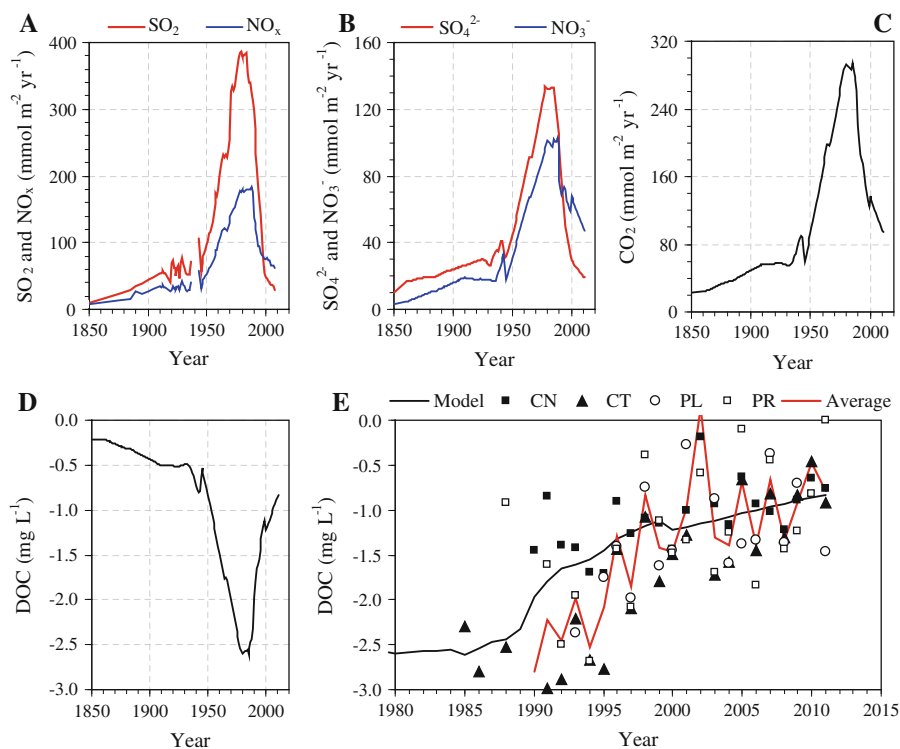 A
SO₂ NOₓ
SO₂ and NOₓ (mmol m⁻² yr⁻¹)
400
300
200
100
0
1850 1900 1950 2000
Year
B
SO₄²⁻ NO₃⁻
SO₄²⁻ and NO₃⁻ (mmol m⁻² yr⁻¹)
160
120
80
40
0
1850 1900 1950 2000
Year
C
CO₂ (mmol m⁻² yr⁻¹)
320
240
160
80
0
1850 1900 1950 2000
Year
D
DOC (mg L⁻¹)
0.0
-0.5
-1.0
-1.5
-2.0
-2.5
-3.0
1850 1900 1950 2000
Year
E
Model CN CT PL PR Average
DOC (mg L⁻¹)
0.0
-0.5
-1.0
-1.5
-2.0
-2.5
-3.0
1980 1985 1990 1995 2000 2005 2010 2015
Year